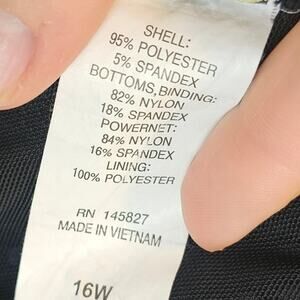 SHELL:
95% POLYESTER
5% SPANDEX
BOTTOMS,BINDING:
82% NYLON
18% SPANDEX
POWERNET:
84% NYLON
16% SPANDEX
LINING:
100% POLYESTER
RN 145827
MADE IN VIETNAM
16W